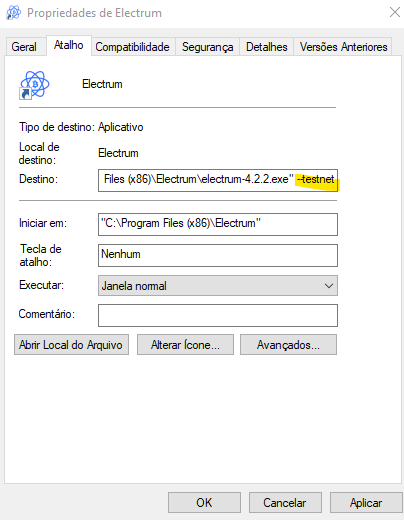 Propriedades de Electrum
Geral Atalho Compatibilidade Segurança Detalhes Versões Anteriores
Electrum
Tipo de destino: Aplicativo
Local de
destino: Electrum
Destino: Files (x86)\Electrum\electrum-4.2.2.exe" --testnet
Iniciar em: "C:\Program Files (x86)\Electrum"
Tecla de
atalho: Nenhum
Executar: Janela normal
Comentário:
Abrir Local do Arquivo Alterar Ícone... Avançados...
OK Cancelar Aplicar